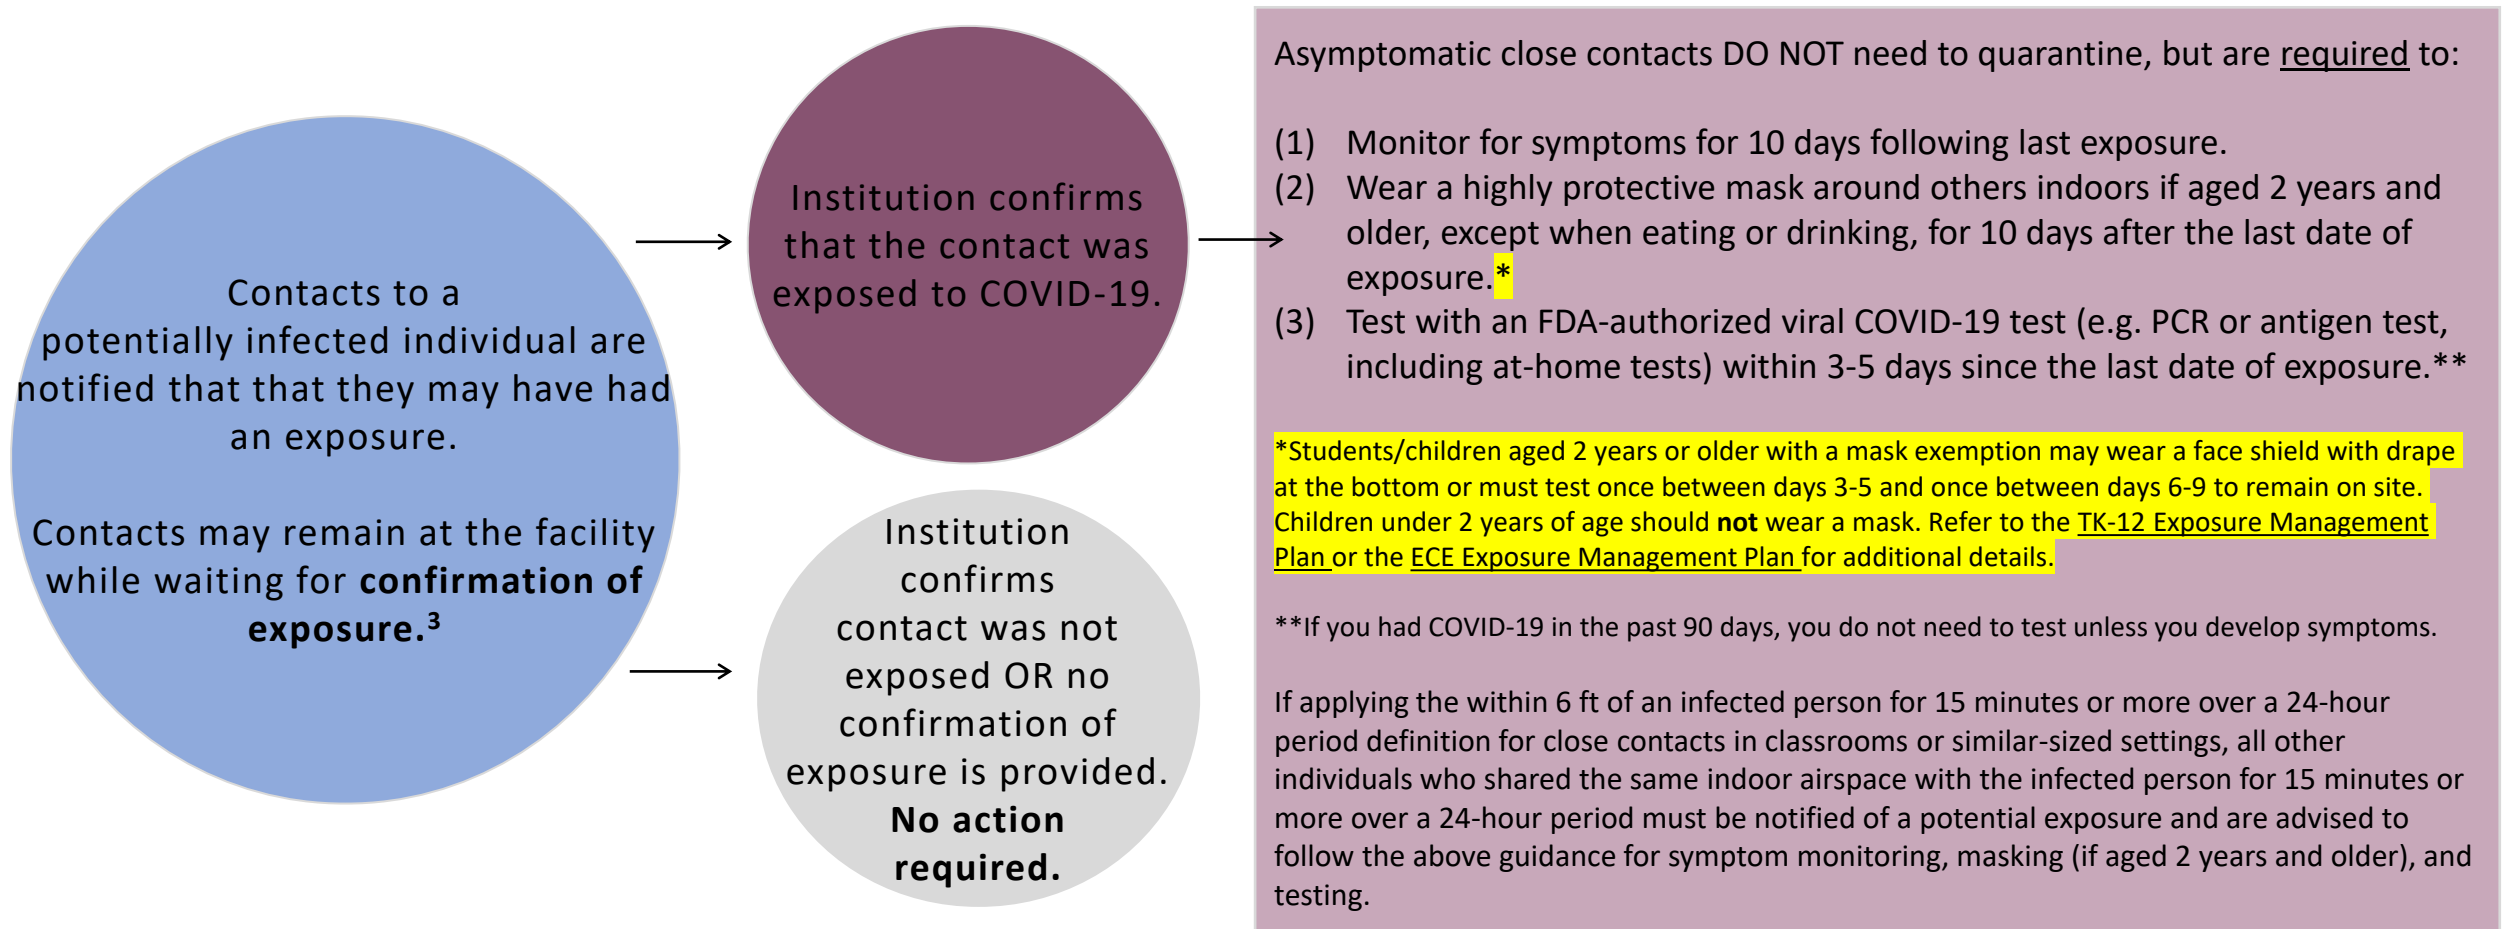 Contacts to a
potentially infected individual are
notified that that they may have had
an exposure.
Contacts may remain at the facility
while waiting for confirmation of
exposure.³
Institution confirms
that the contact was
exposed to COVID-19.
Institution
confirms
contact was not
exposed OR no
confirmation of
exposure is provided.
No action
required.
Asymptomatic close contacts DO NOT need to quarantine, but are required to:
(1) Monitor for symptoms for 10 days following last exposure.
(2) Wear a highly protective mask around others indoors if aged 2 years and
older, except when eating or drinking, for 10 days after the last date of
exposure.*
(3) Test with an FDA-authorized viral COVID-19 test (e.g. PCR or antigen test,
including at-home tests) within 3-5 days since the last date of exposure.**
*Students/children aged 2 years or older with a mask exemption may wear a face shield with drape
at the bottom or must test once between days 3-5 and once between days 6-9 to remain on site.
Children under 2 years of age should not wear a mask. Refer to the TK-12 Exposure Management
Plan or the ECE Exposure Management Plan for additional details.
**If you had COVID-19 in the past 90 days, you do not need to test unless you develop symptoms.
If applying the within 6 ft of an infected person for 15 minutes or more over a 24-hour
period definition for close contacts in classrooms or similar-sized settings, all other
individuals who shared the same indoor airspace with the infected person for 15 minutes or
more over a 24-hour period must be notified of a potential exposure and are advised to
follow the above guidance for symptom monitoring, masking (if aged 2 years and older), and
testing.